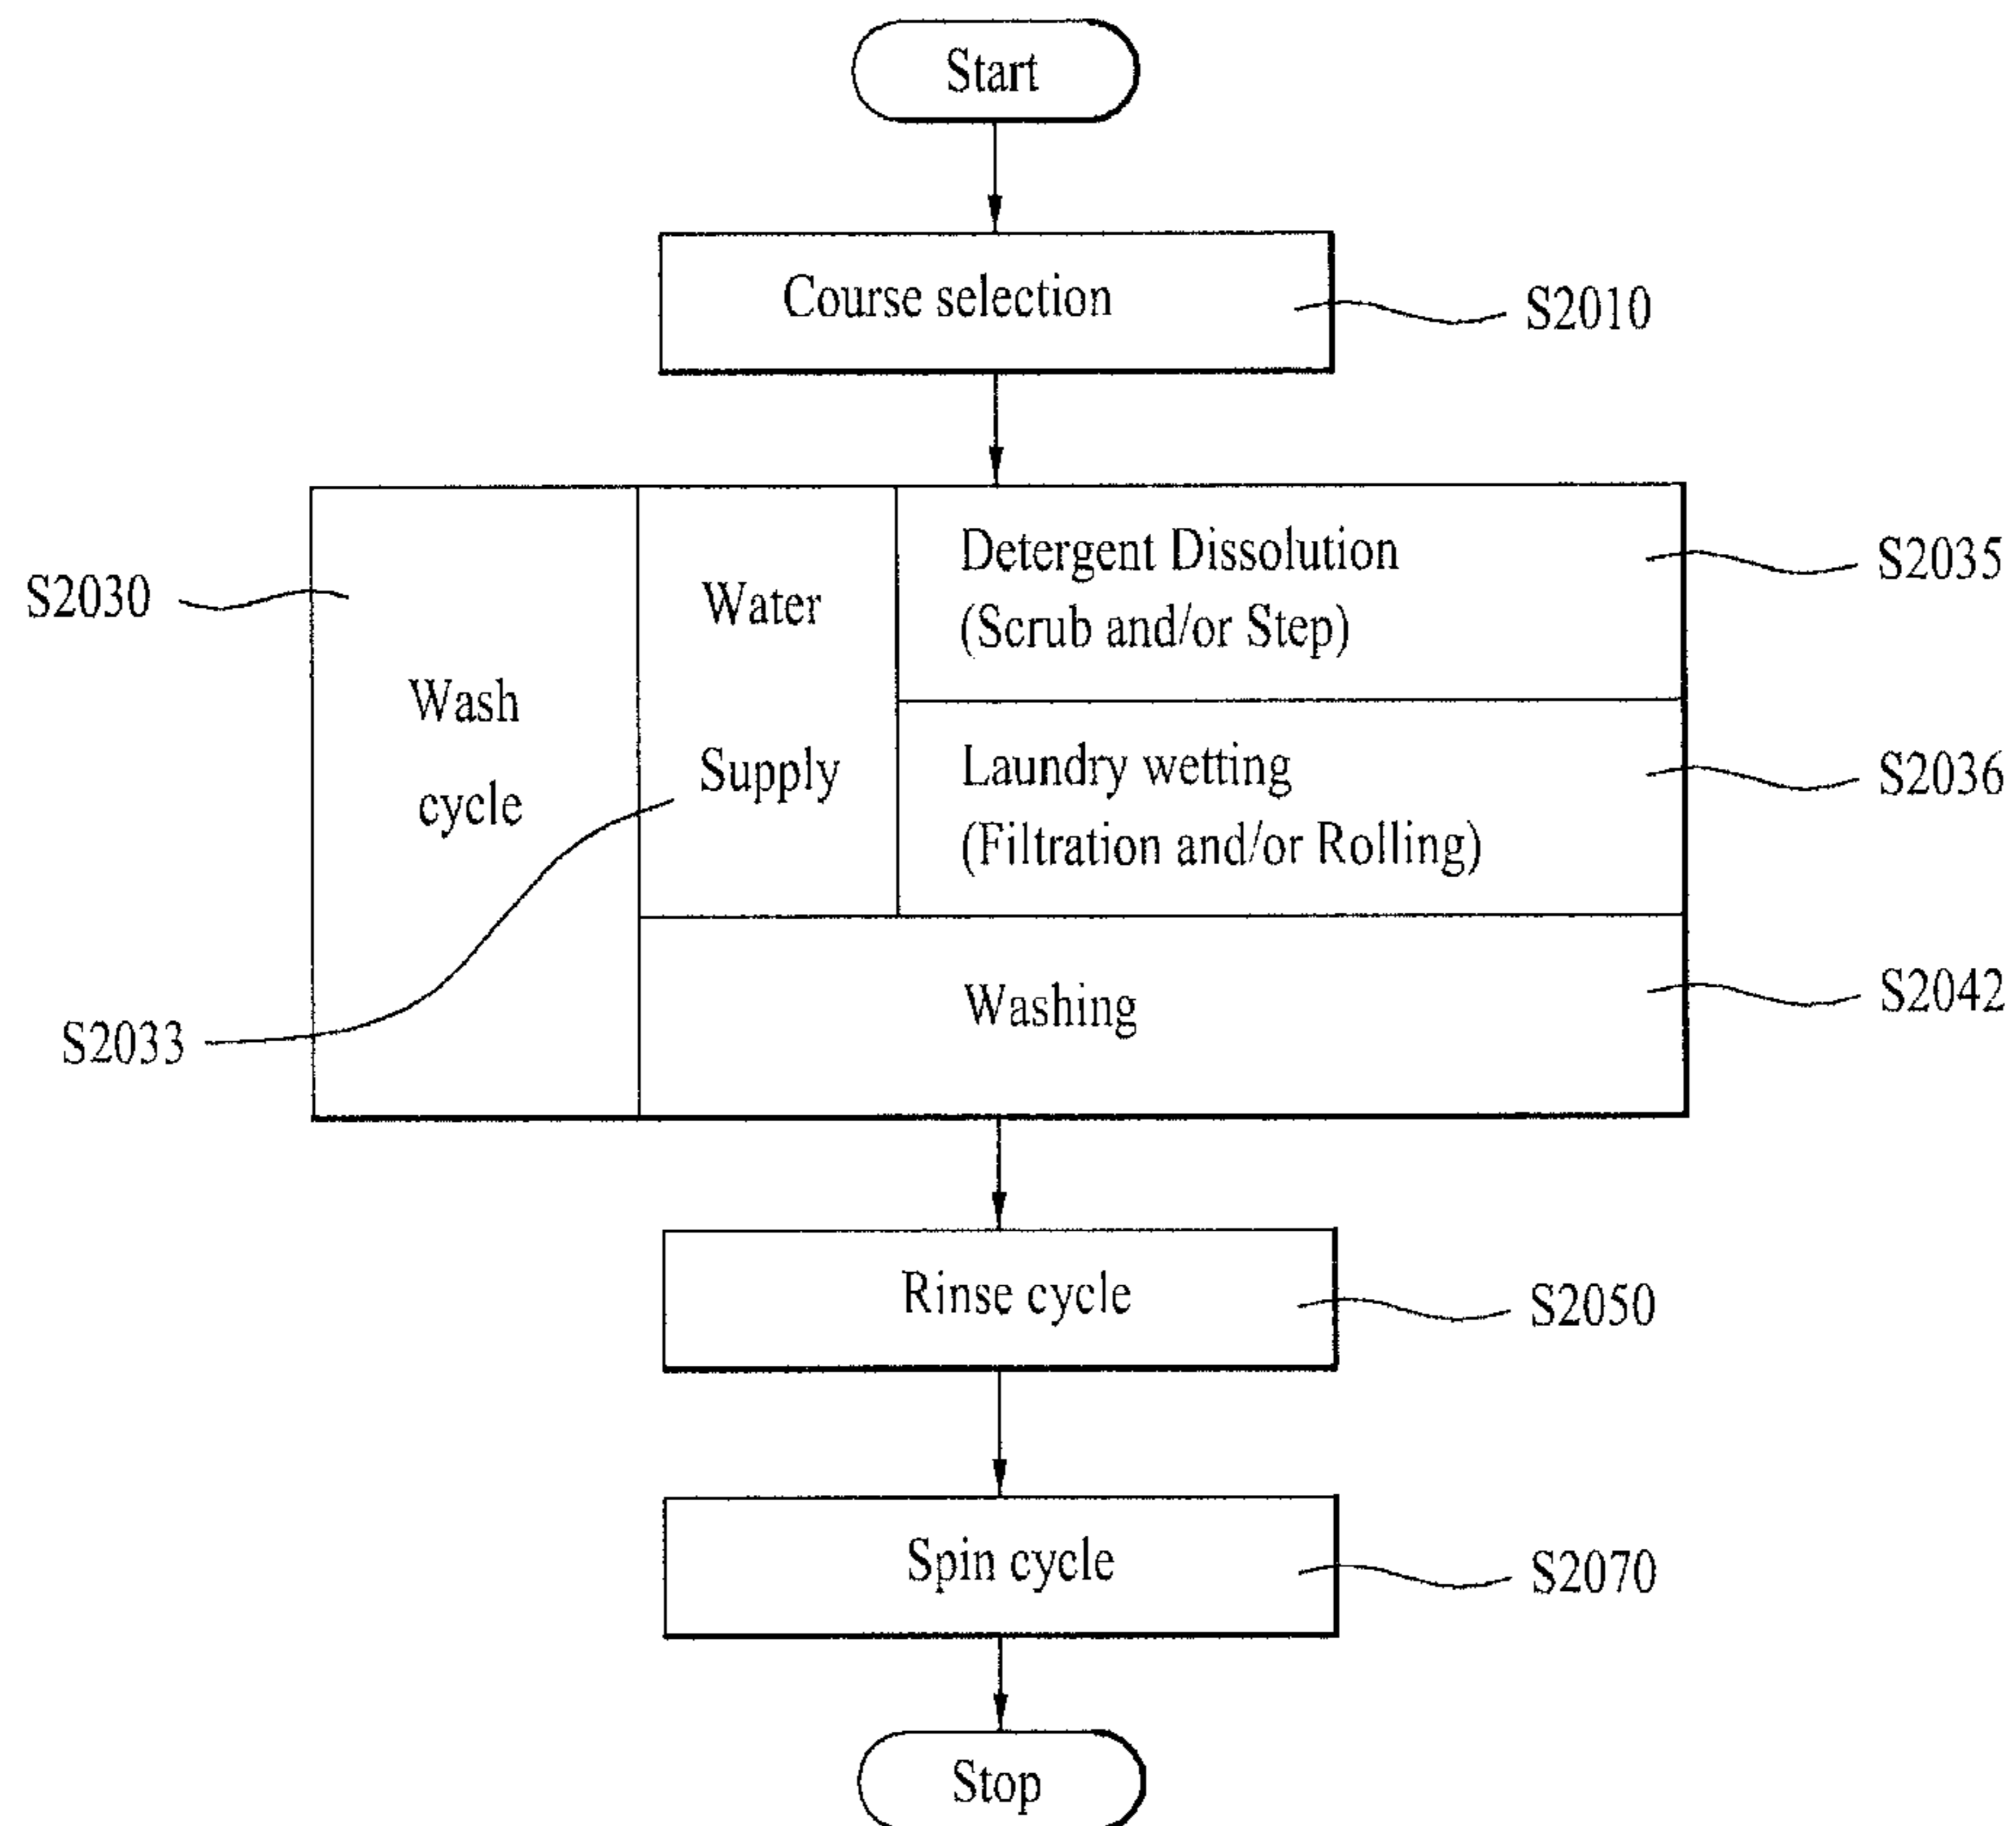 Start
Course selection
S2010
S2030
Wash
cycle
Water
Supply
S2033
Detergent Dissolution
(Scrub and/or Step)
S2035
Laundry wetting
(Filtration and/or Rolling)
S2036
Washing
S2042
Rinse cycle
S2050
Spin cycle
S2070
Stop